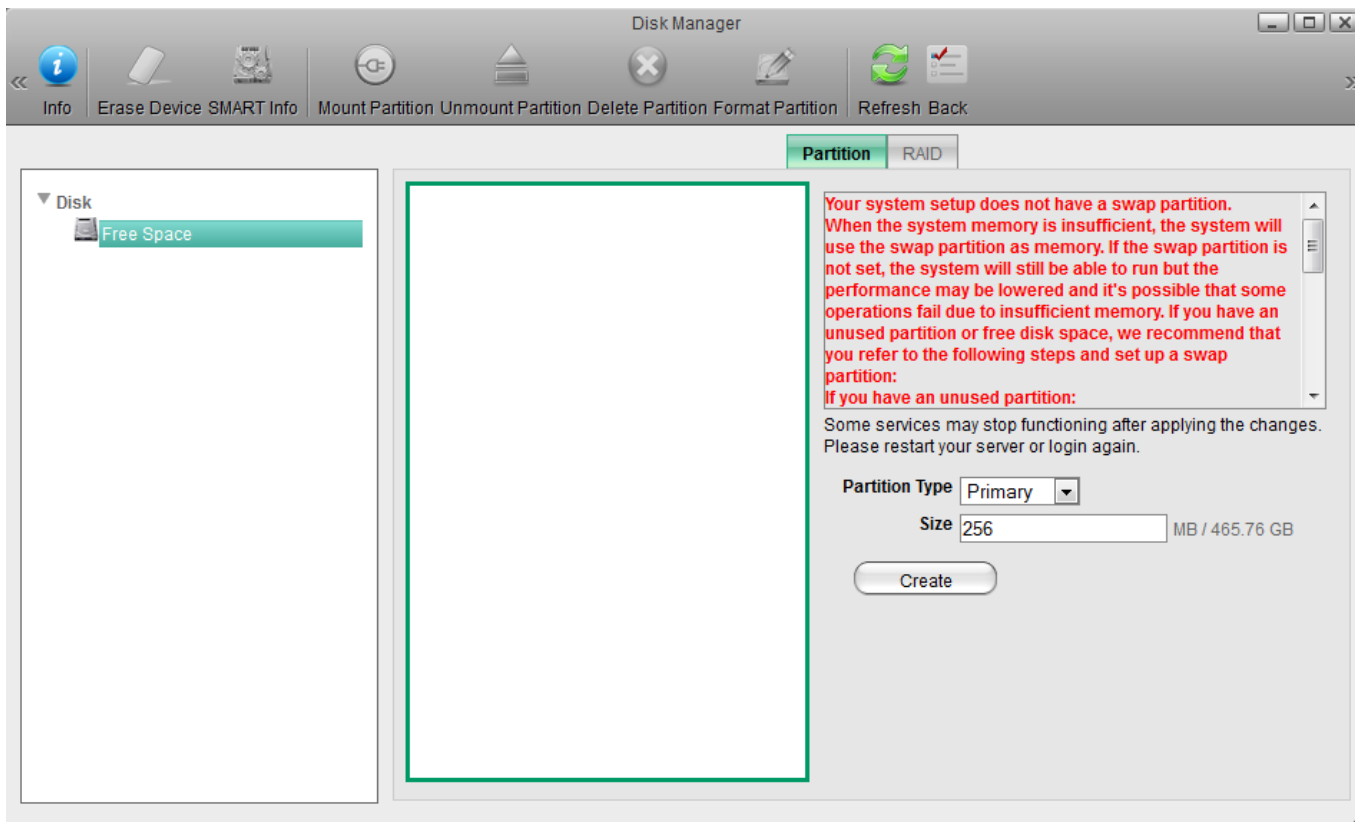 Disk Manager
Info
Erase Device
SMART Info
Mount Partition
Unmount Partition
Delete Partition
Format Partition
Refresh
Back
Partition
RAID
Disk
Free Space
Your system setup does not have a swap partition.
When the system memory is insufficient, the system will
use the swap partition as memory. If the swap partition is
not set, the system will still be able to run but the
performance may be lowered and it's possible that some
operations fail due to insufficient memory. If you have an
unused partition or free disk space, we recommend that
you refer to the following steps and set up a swap
partition:
If you have an unused partition:
Some services may stop functioning after applying the changes.
Please restart your server or login again.
Partition Type Primary
Size 256 MB / 465.76 GB
Create